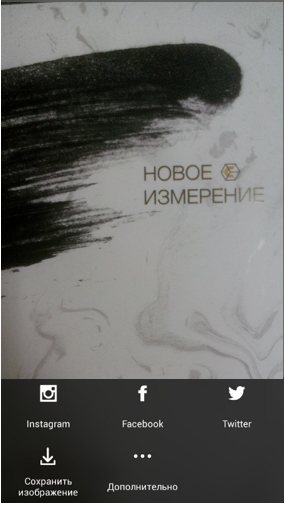 НОВОЕ
ИЗМЕРЕНИЕ
Instagram
Facebook
Twitter
Сохранить
изображение
Дополнительно